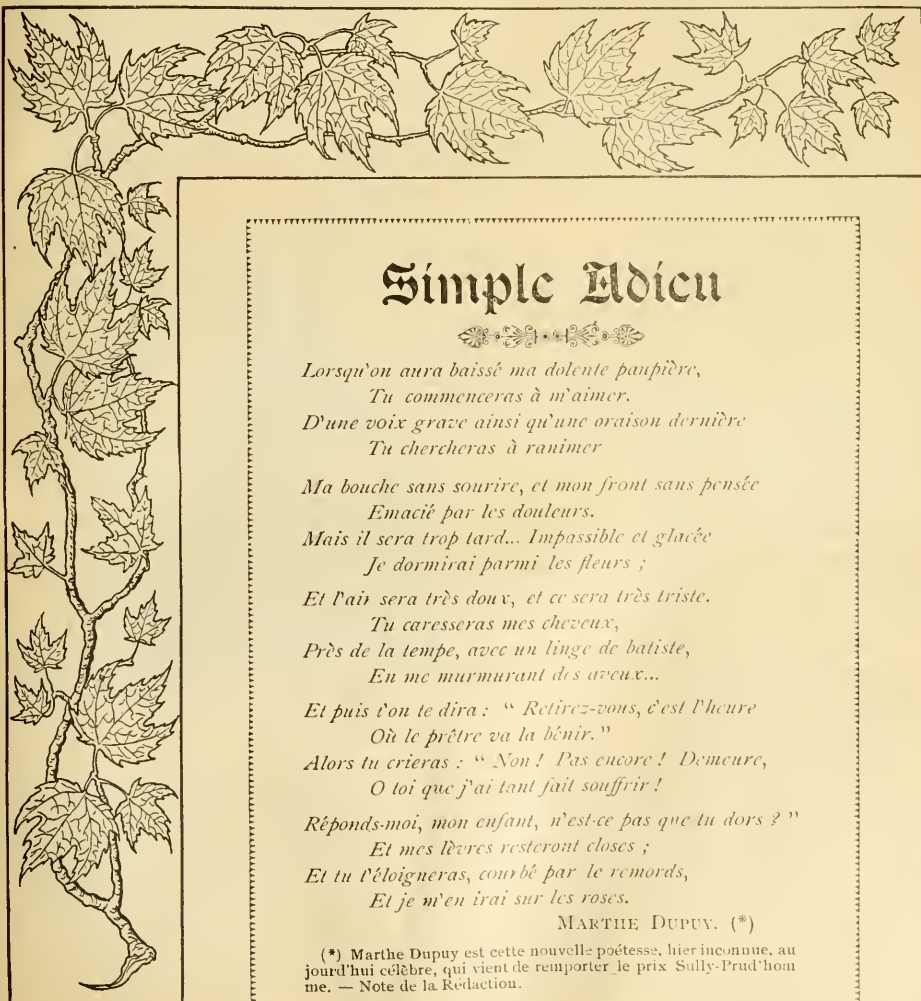 Simple Adieu
Lorsqu'on aura baissé ma dolente paupière,
Tu commenceras à m'aimer.
D'une voix grave ainsi qu'une oraison dernière
Tu chercheras à ranimer
Ma bouche sans sourire, et mon front sans pensée
Emacié par les douleurs.
Mais il sera trop tard... Impassible et glacée
Je dormirai parmi les fleurs ;
Et l'air sera très doux, et ce sera très triste.
Tu caresseras mes cheveux,
Près de la tempe, avec un linge de batiste,
En me murmurant des aveux...
Et puis l'on te dira : “ Retirez-vous, c'est l'heure
Où le prêtre va la bénir.”
Alors tu crieras : “ Non ! Pas encore ! Demeure,
O toi que j'ai tant fait souffrir !
Réponds-moi, mon enfant, n'est-ce pas que tu dors ? ”
Et mes lèvres resteront closes ;
Et tu t'éloigneras, courbé par le remords,
Et je m'en irai sur les roses.
MARTHE DUPUY. (*)
(*) Marthe Dupuy est cette nouvelle poétesse, hier inconnue, au
jourd'hui célèbre, qui vient de remporter le prix Sully-Prud'hom
me. — Note de la Rédaction.